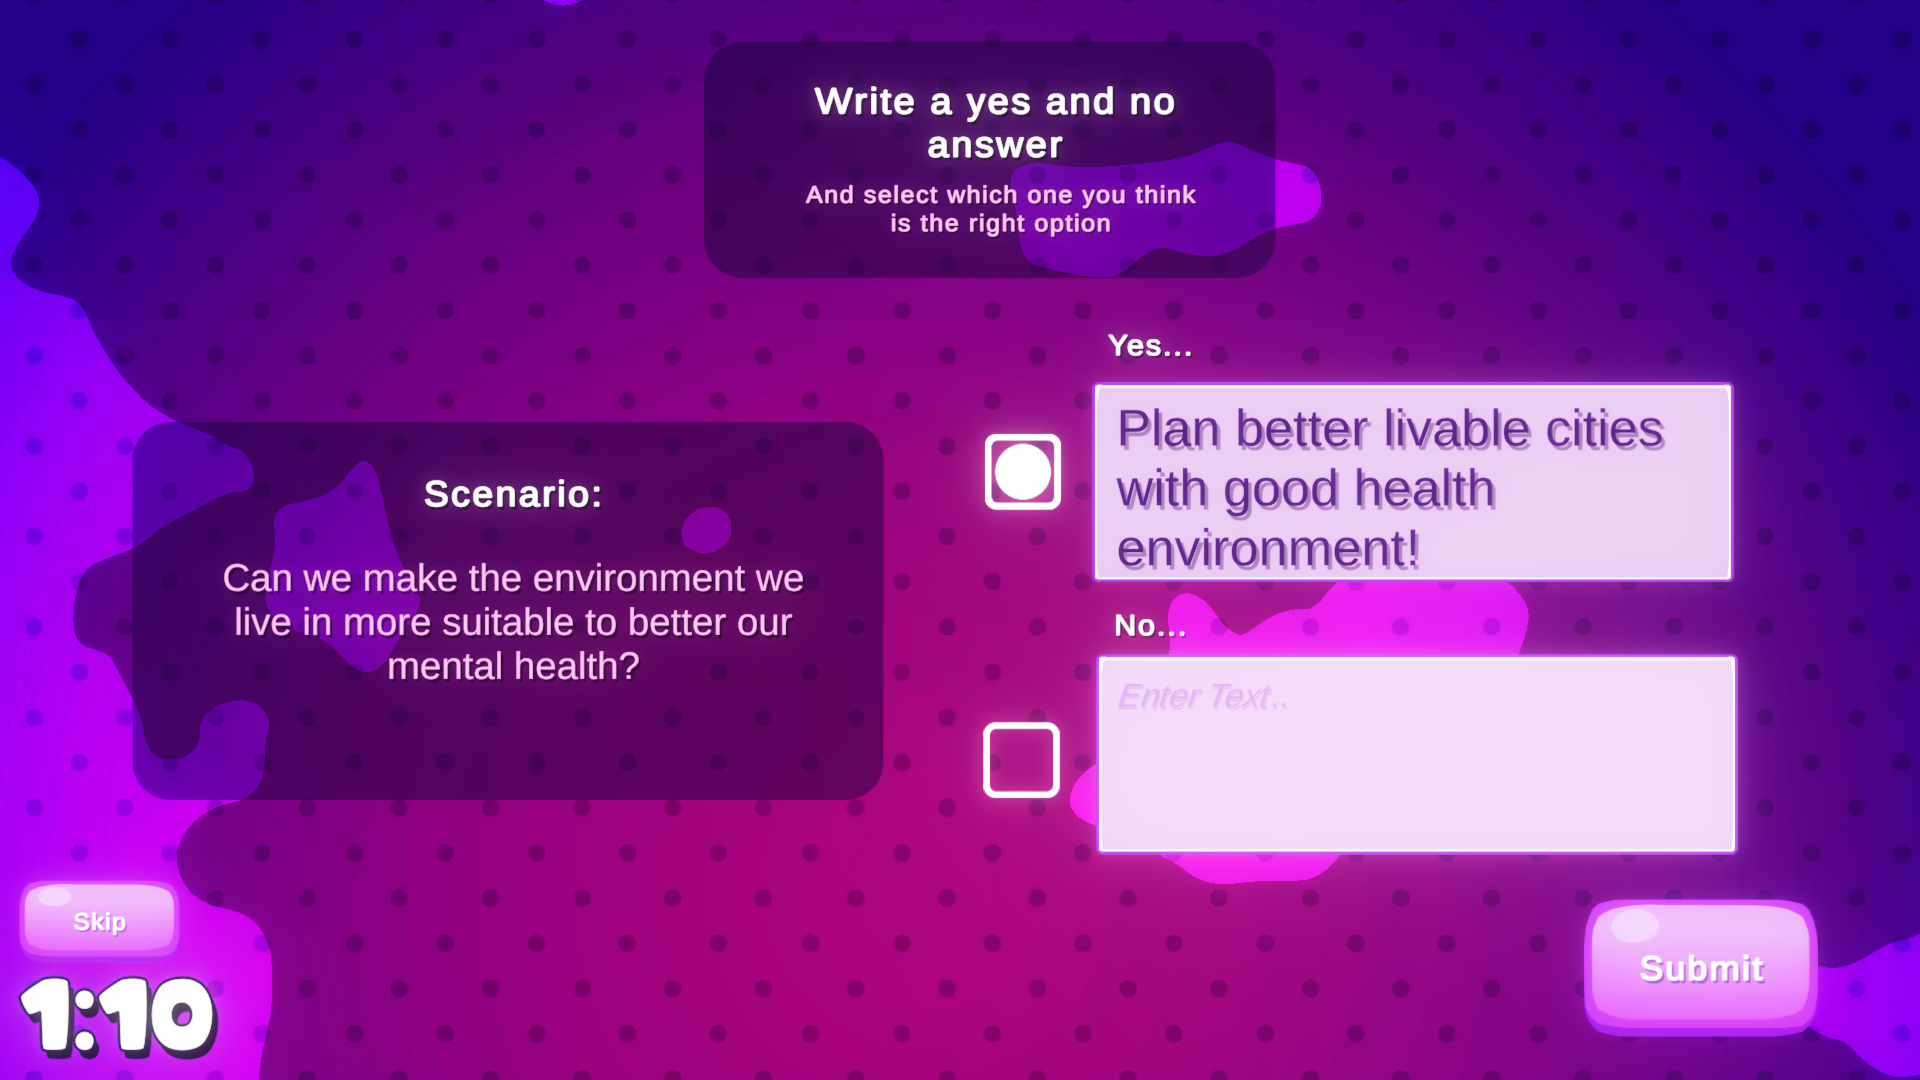 Write a yes and no
answer
And select which one you think
is the right option
Scenario:
Can we make the environment we
live in more suitable to better our
mental health?
Yes...
Plan better livable cities
with good health
environment!
No...
Enter Text..
Skip
1:10
Submit